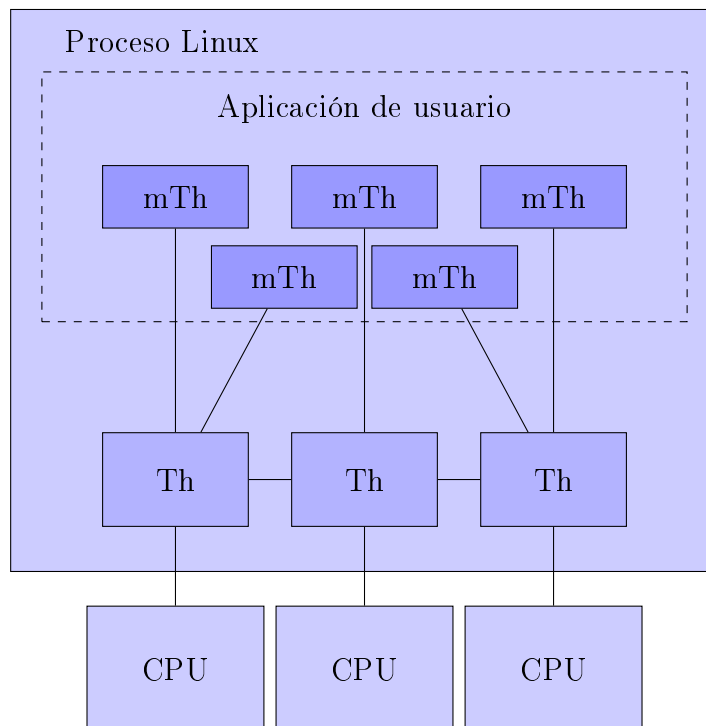 Proceso Linux
Aplicación de usuario
mTh mTh mTh
mTh mTh
Th Th Th
CPU CPU CPU